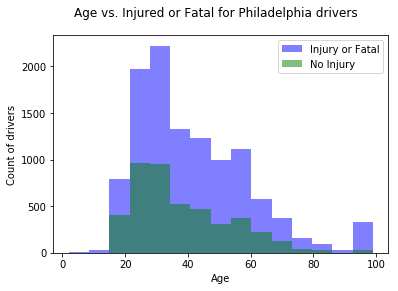 Age vs. Injured or Fatal for Philadelphia drivers
Injury or Fatal
No Injury
Count of drivers
2000
1500
1000
500
0
0 20 40 60 80 100
Age